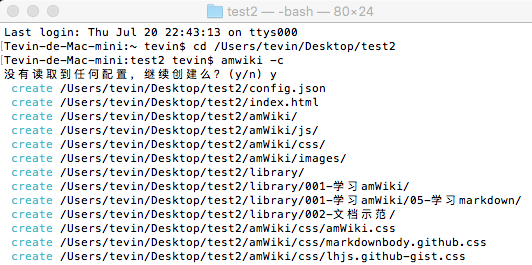 test2 — -bash — 80×24
Last login: Thu Jul 20 22:43:13 on ttys000
[Tevin-de-Mac-mini:~ tevin$ cd /Users/tevin/Desktop/test2
[Tevin-de-Mac-mini:test2 tevin$ amwiki -c
没有读取到任何配置，继续创建么？(y/n) y
create /Users/tevin/Desktop/test2/config.json
create /Users/tevin/Desktop/test2/index.html
create /Users/tevin/Desktop/test2/amWiki/
create /Users/tevin/Desktop/test2/amWiki/js/
create /Users/tevin/Desktop/test2/amWiki/css/
create /Users/tevin/Desktop/test2/amWiki/images/
create /Users/tevin/Desktop/test2/library/
create /Users/tevin/Desktop/test2/library/001-学习amWiki/
create /Users/tevin/Desktop/test2/library/001-学习amWiki/05-学习markdown/
create /Users/tevin/Desktop/test2/library/002-文档示范/
create /Users/tevin/Desktop/test2/amWiki/css/amWiki.css
create /Users/tevin/Desktop/test2/amWiki/css/markdownbody.github.css
create /Users/tevin/Desktop/test2/amWiki/css/lhjs.github-gist.css